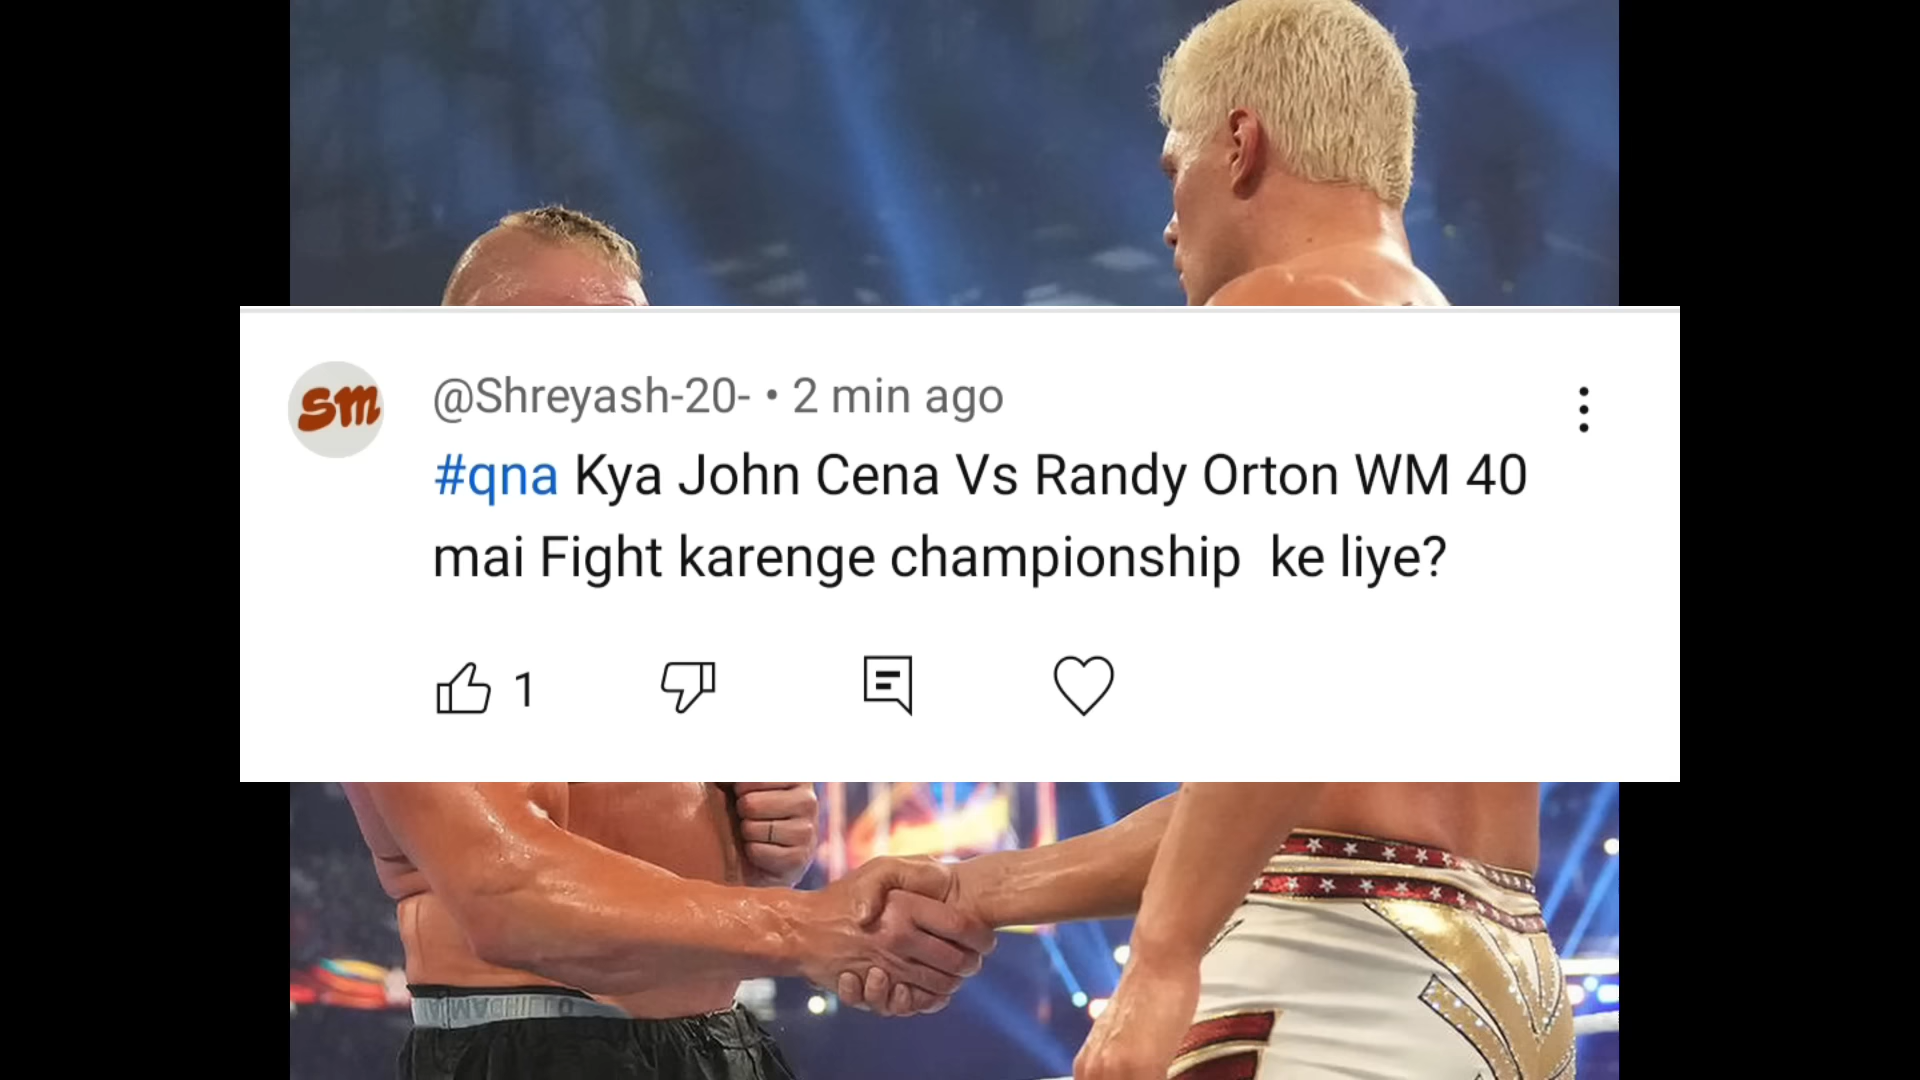 sm
@Shreyash-20- • 2 min ago
#qna Kya John Cena Vs Randy Orton WM 40
mai Fight karenge championship ke liye?
1